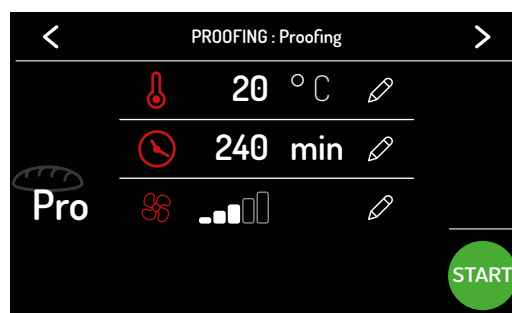 PROOFING : Proofing
20 °C
240 min
Pro
START